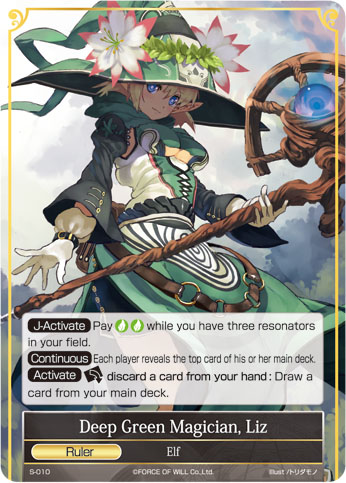 J-Activate Pay while you have three resonators
in your field.
Continuous Each player reveals the top card of his or her main deck.
Activate discard a card from your hand : Draw a
card from your main deck.
Deep Green Magician, Liz
Ruler Elf
S-010 ©FORCE OF WILL Co.,Ltd. Illust /トリダモノ